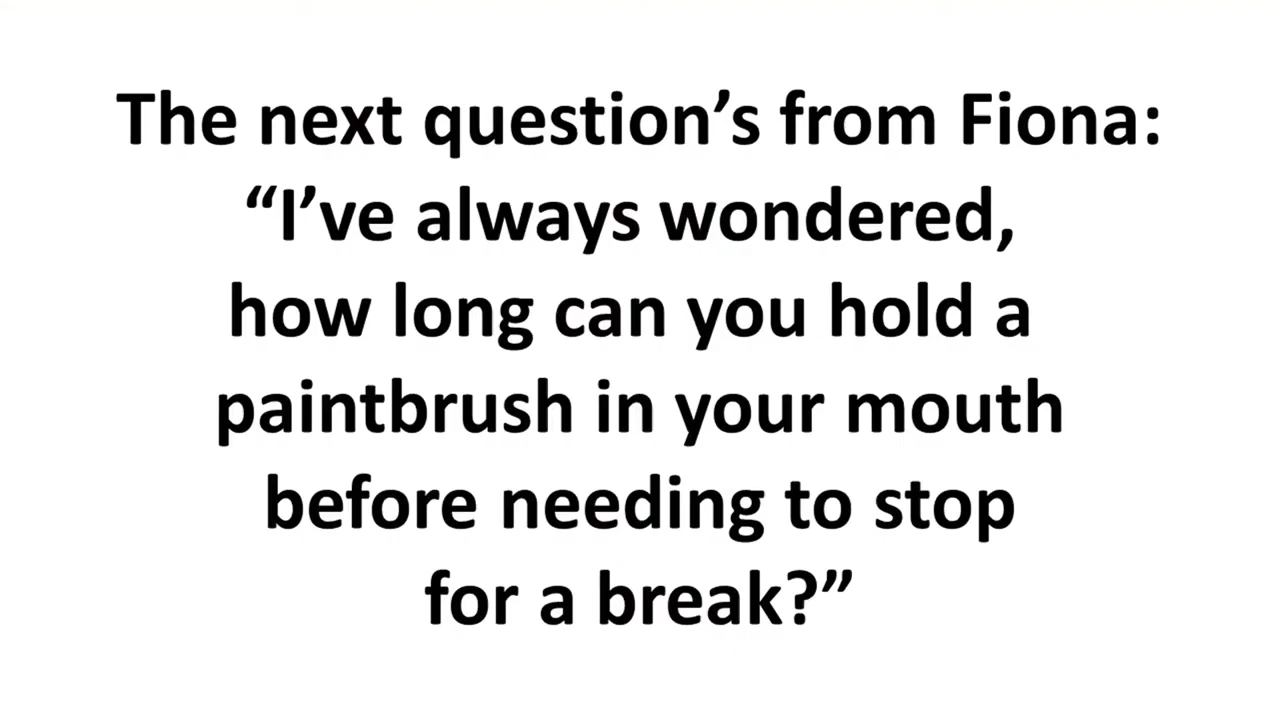 The next question’s from Fiona:
“I’ve always wondered,
how long can you hold a
paintbrush in your mouth
before needing to stop
for a break?”